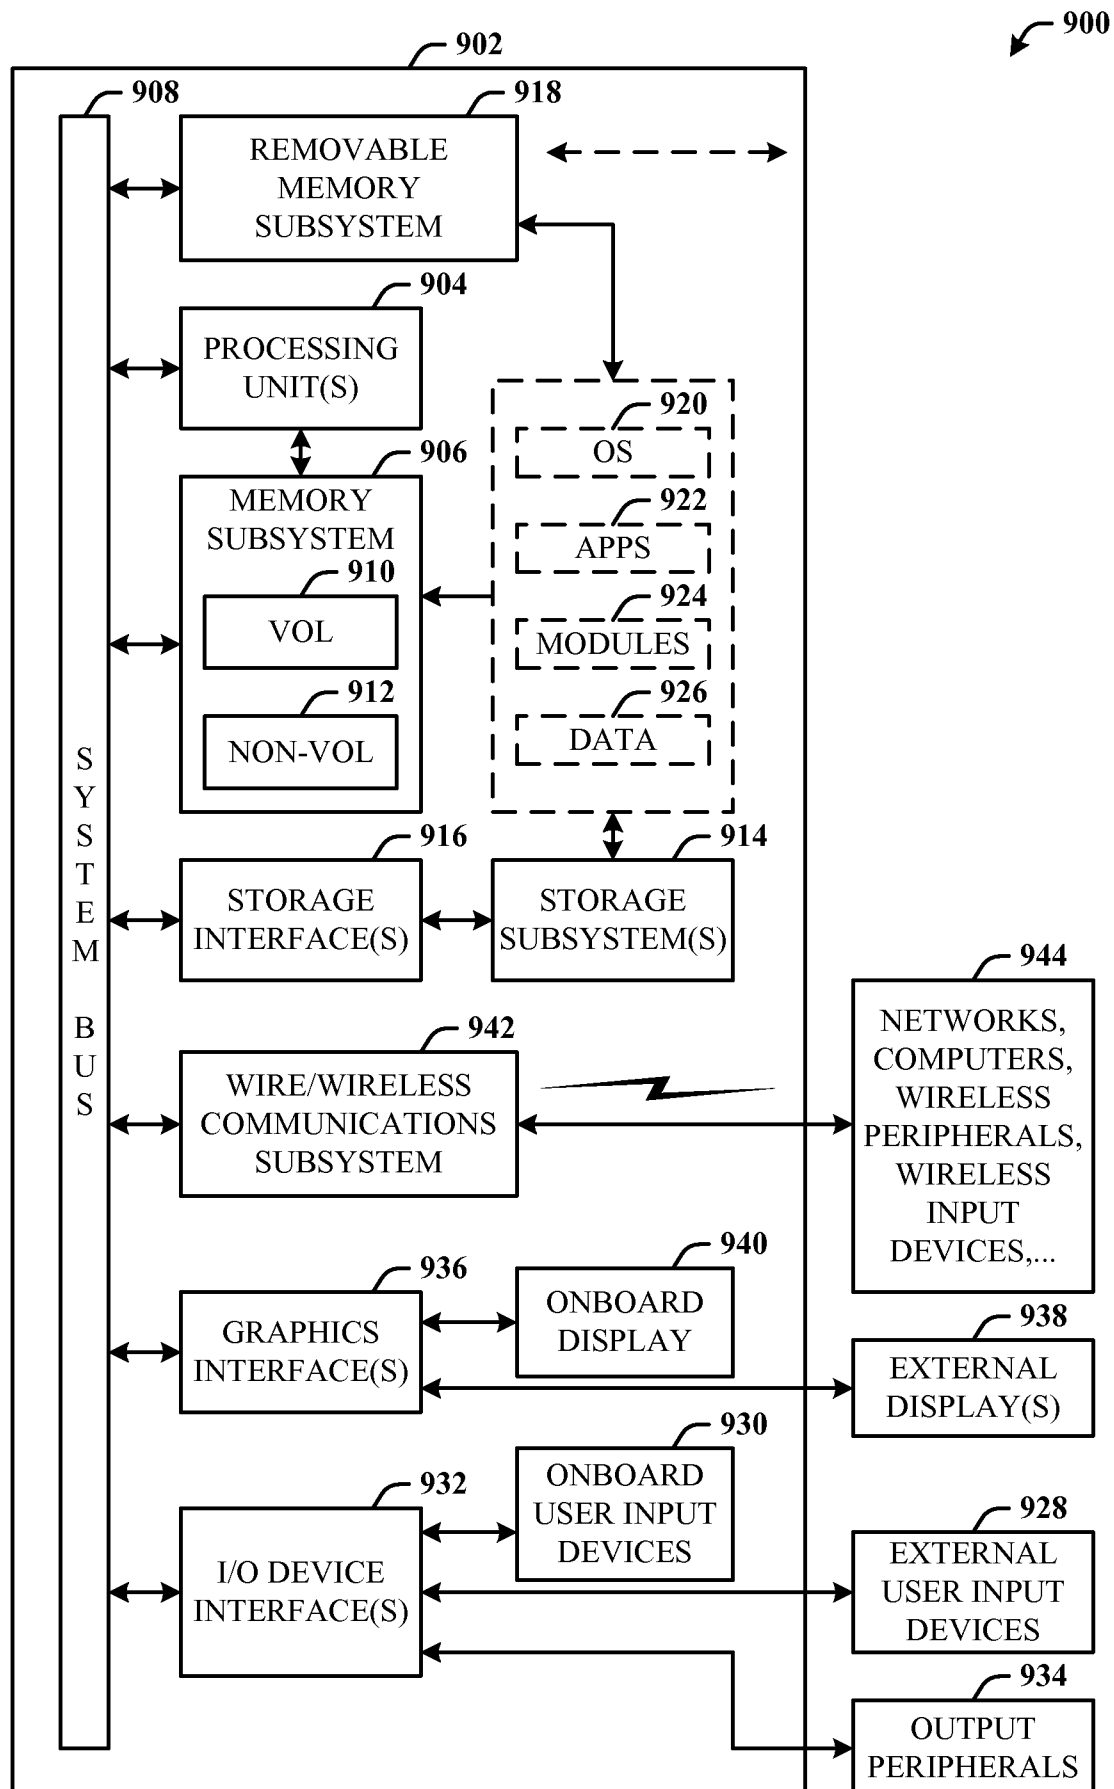 900
902
908
918
REMOVABLE
MEMORY
SUBSYSTEM
904
PROCESSING
UNIT(S)
920
OS
906
MEMORY
SUBSYSTEM
922
APPS
910
VOL
924
MODULES
912
NON-VOL
926
DATA
SYSTEM BUS
916
STORAGE
INTERFACE(S)
914
STORAGE
SUBSYSTEM(S)
942
WIRE/WIRELESS
COMMUNICATIONS
SUBSYSTEM
944
NETWORKS,
COMPUTERS,
WIRELESS
PERIPHERALS,
WIRELESS
INPUT
DEVICES,...
936
GRAPHICS
INTERFACE(S)
940
ONBOARD
DISPLAY
938
EXTERNAL
DISPLAY(S)
932
I/O DEVICE
INTERFACE(S)
930
ONBOARD
USER INPUT
DEVICES
928
EXTERNAL
USER INPUT
DEVICES
934
OUTPUT
PERIPHERALS